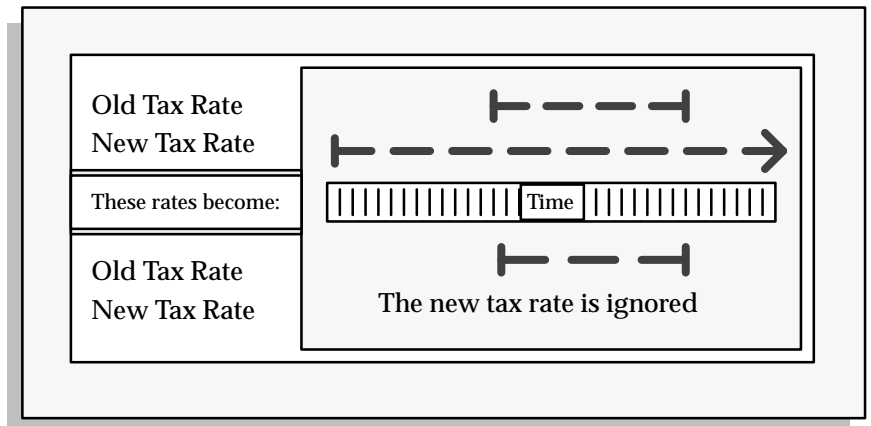 Old Tax Rate
New Tax Rate
These rates become:
Time
Old Tax Rate
New Tax Rate
The new tax rate is ignored